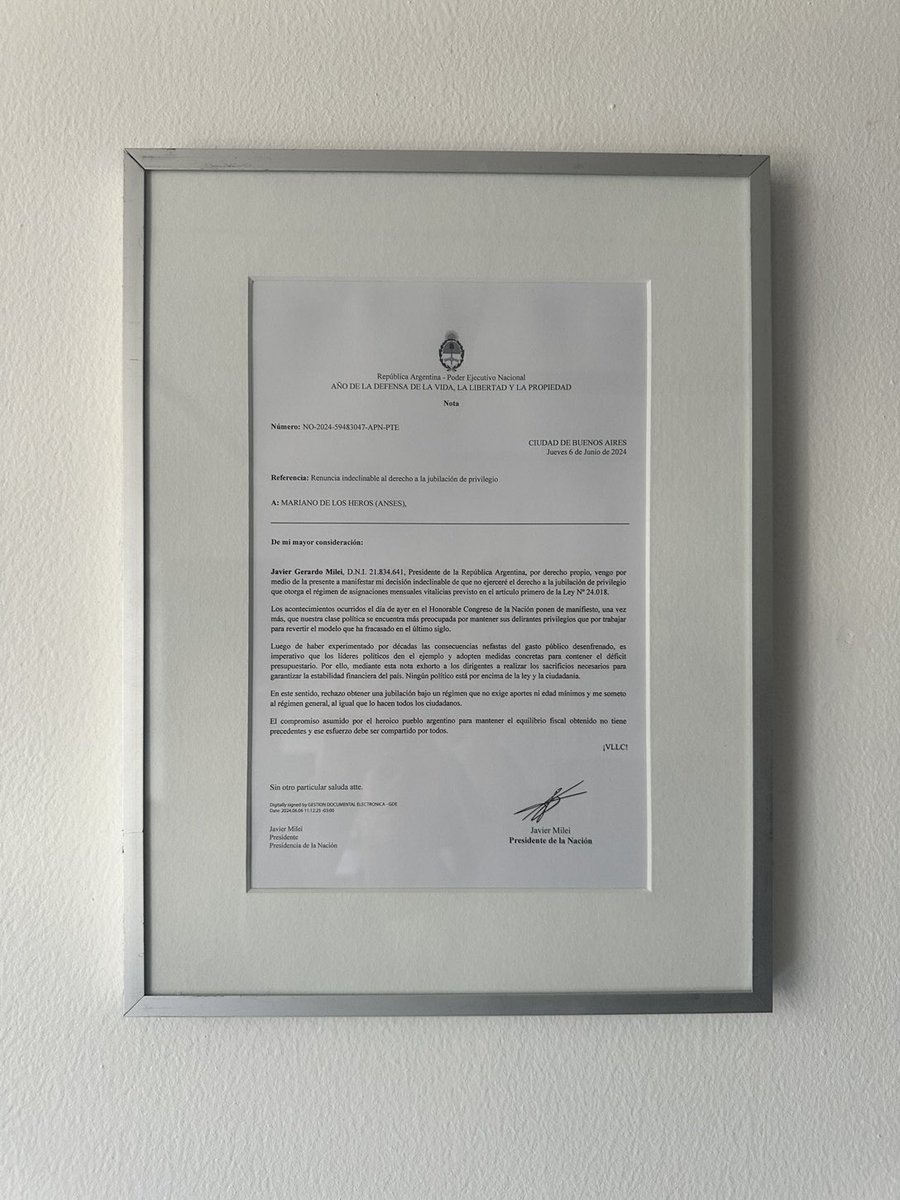 República Argentina - Poder Ejecutivo Nacional
AÑO DE LA DEFENSA DE LA VIDA, LA LIBERTAD Y LA PROPIEDAD
Nota
Número: NO-2024-59483047-APN-PTE
CIUDAD DE BUENOS AIRES
Jueves 6 de Junio de 2024
Referencia: Renuncia indeclinable al derecho a la jubilación de privilegio
A: MARIANO DE LOS HEROS (ANSES),
De mi mayor consideración:
Javier Gerardo Milei, D.N.I. 21.834.641, Presidente de la República Argentina, por derecho propio, vengo por
medio de la presente a manifestar mi decisión indeclinable de que no ejerceré el derecho a la jubilación de privilegio
que otorga el régimen de asignaciones mensuales vitalicias previsto en el artículo primero de la Ley Nº 24.018.
Los acontecimientos ocurridos el día de ayer en el Honorable Congreso de la Nación ponen de manifiesto, una vez
más, que nuestra clase política se encuentra más preocupada por mantener sus delirantes privilegios que por trabajar
para revertir el modelo que ha fracasado en el último siglo.
Luego de haber experimentado por décadas las consecuencias nefastas del gasto público desenfrenado, es
imperativo que los líderes políticos den el ejemplo y adopten medidas concretas para contener el déficit
presupuestario. Por ello, mediante esta nota exhorto a los dirigentes a realizar los sacrificios necesarios para
garantizar la estabilidad financiera del país. Ningún político está por encima de la ley y la ciudadanía.
En este sentido, rechazo obtener una jubilación bajo un régimen que no exige aportes ni edad mínimos y me someto
al régimen general, al igual que lo hacen todos los ciudadanos.
El compromiso asumido por el heroico pueblo argentino para mantener el equilibrio fiscal obtenido no tiene
precedentes y ese esfuerzo debe ser compartido por todos.
¡VLLC!
Sin otro particular saluda atte.
Digitally signed by GESTION DOCUMENTAL ELECTRONICA - GDE
Date: 2024.06.06 11:12:25 -03:00
Javier Milei
Presidente
Presidencia de la Nación
Javier Milei
Presidente de la Nación